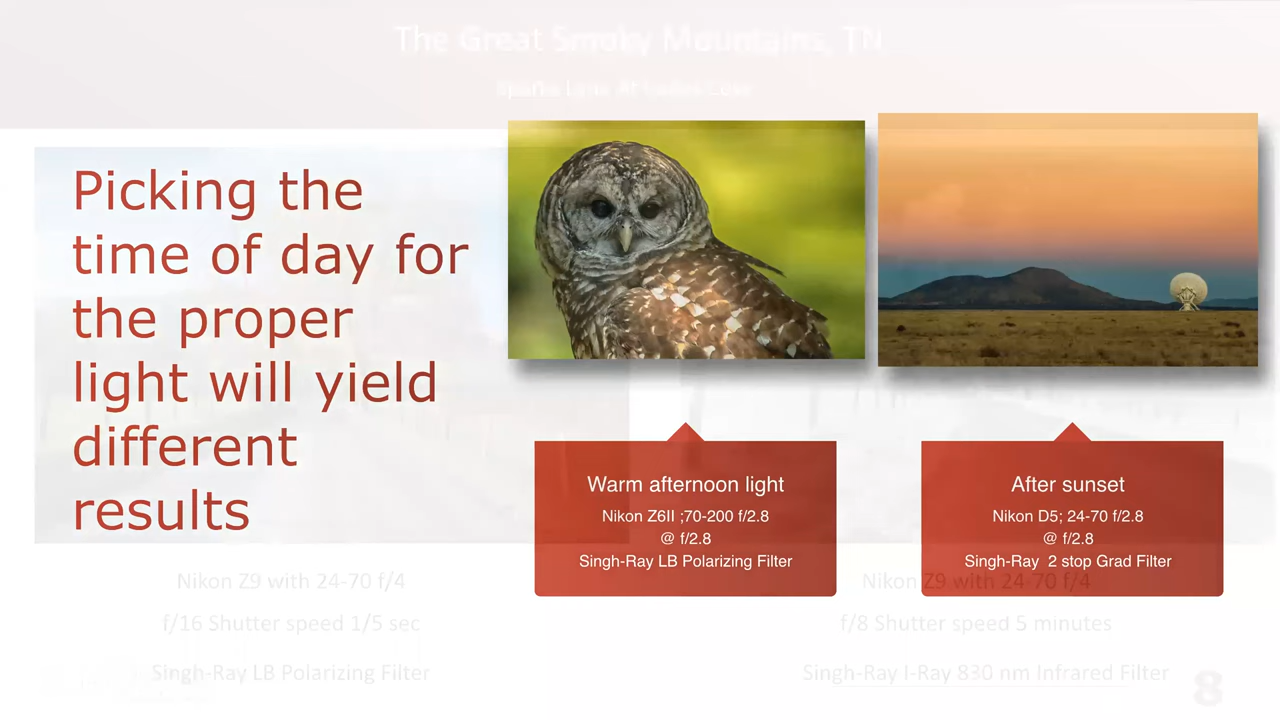 The Great Smoky Mountains, TN
Picking the
time of day for
the proper
light will yield
different
results
Warm afternoon light
Nikon Z6II ;70-200 f/2.8
@ f/2.8
Singh-Ray LB Polarizing Filter
After sunset
Nikon D5; 24-70 f/2.8
@ f/2.8
Singh-Ray 2 stop Grad Filter
Nikon Z9 with 24-70 f/4
f/16 Shutter speed 1/5 sec
Singh-Ray LB Polarizing Filter
Nikon Z9 with 24-70 f/4
f/8 Shutter speed 5 minutes
Singh-Ray I-Ray 830 nm Infrared Filter
8